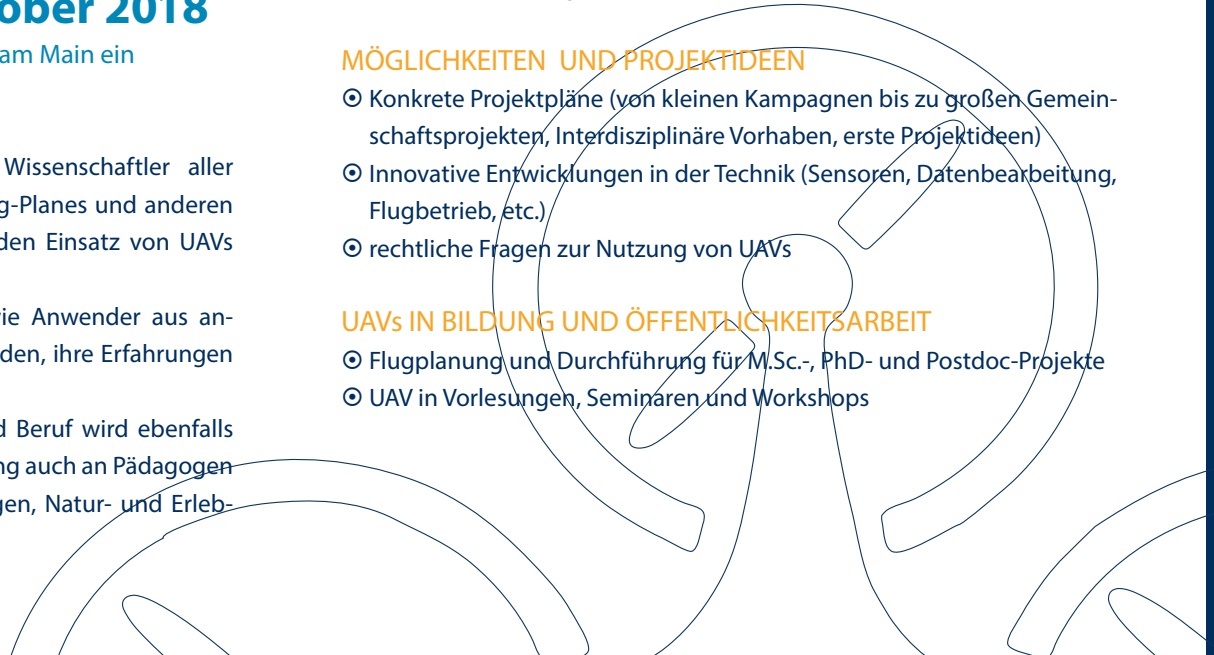 ober 2018
am Main ein
Wissenschaftler aller
g-Planes und anderen
den Einsatz von UAVs
ie Anwender aus an-
den, ihre Erfahrungen
d Beruf wird ebenfalls
ng auch an Pädagogen
gen, Natur- und Erleb-
MÖGLICHKEITEN UND PROJEKTIDEEN
⦿ Konkrete Projektpläne (von kleinen Kampagnen bis zu großen Gemein-
schaftsprojekten, Interdisziplinäre Vorhaben, erste Projektideen)
⦿ Innovative Entwicklungen in der Technik (Sensoren, Datenbearbeitung,
Flugbetrieb, etc.)
⦿ rechtliche Fragen zur Nutzung von UAVs
UAVs IN BILDUNG UND ÖFFENTLICHKEITSARBEIT
⦿ Flugplanung und Durchführung für M.Sc.-, PhD- und Postdoc-Projekte
⦿ UAV in Vorlesungen, Seminaren und Workshops